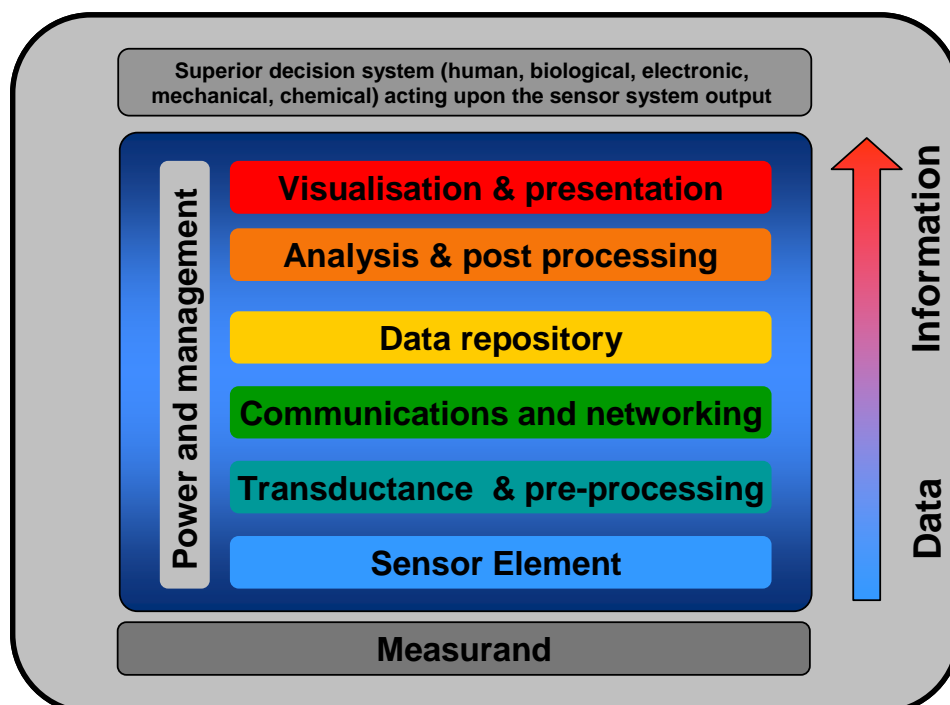 Superior decision system (human, biological, electronic,
mechanical, chemical) acting upon the sensor system output
Power and management
Visualisation & presentation
Analysis & post processing
Data repository
Communications and networking
Transductance & pre-processing
Sensor Element
Measurand
Information
Data